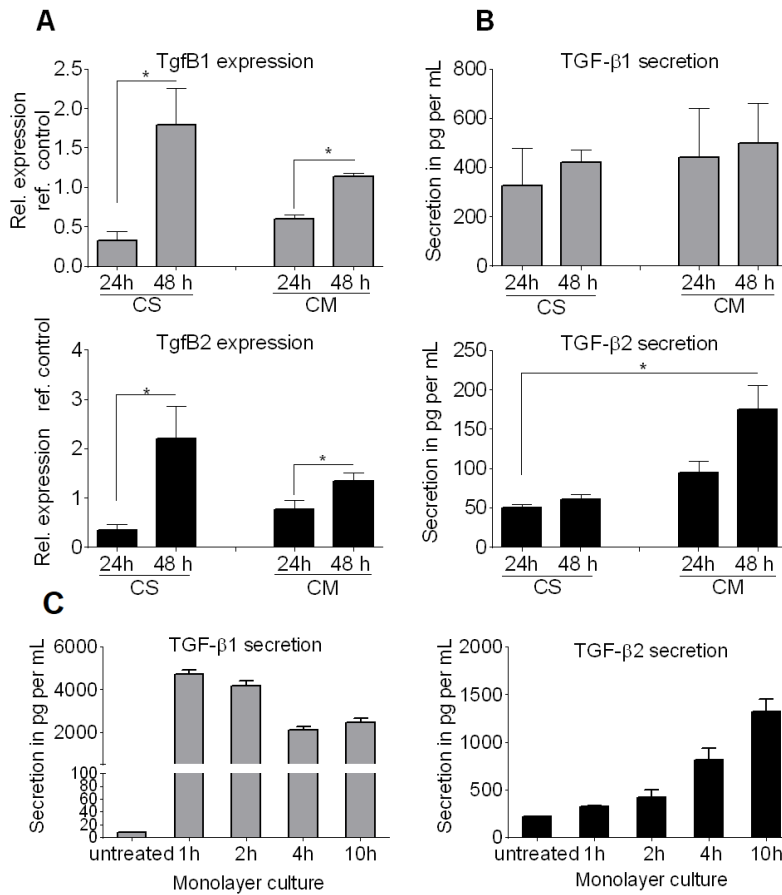 A
TgfB1 expression
Rel. expression
ref. control
2.5
2.0
1.5
1.0
0.5
0.0
*
*
24h 48 h 24h 48 h
CS CM
B
TGF-β1 secretion
Secretion in pg per mL
800
600
400
200
0
24h 48 h 24h 48 h
CS CM
TgfB2 expression
Rel. expression ref. control
4
3
2
1
0
*
*
24h 48 h 24h 48 h
CS CM
TGF-β2 secretion
Secretion in pg per mL
250
200
150
100
50
0
*
24h 48 h 24h 48 h
CS CM
C
TGF-β1 secretion
Secretion in pg per mL
6000
4000
2000
100
80
60
40
20
0
untreated 1h 2h 4h 10h
Monolayer culture
TGF-β2 secretion
Secretion in pg per mL
2000
1500
1000
500
0
untreated 1h 2h 4h 10h
Monolayer culture